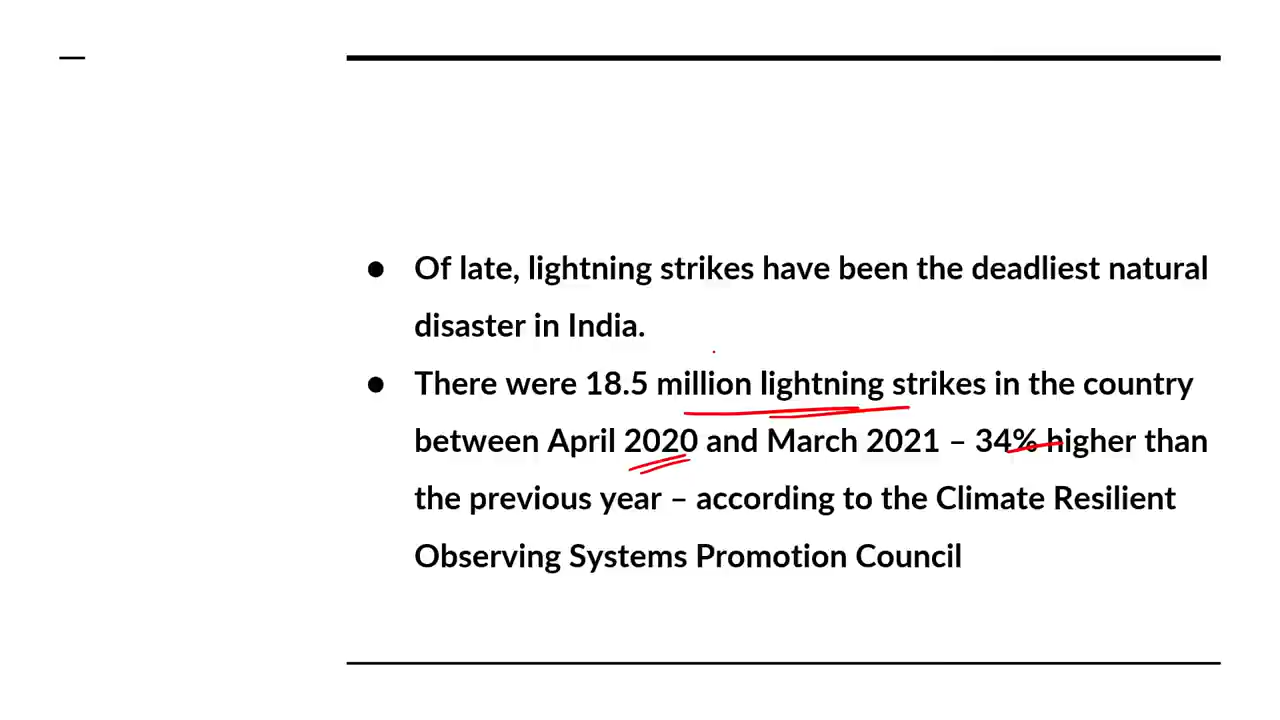 ● Of late, lightning strikes have been the deadliest natural
disaster in India.
● There were 18.5 million lightning strikes in the country
between April 2020 and March 2021 – 34% higher than
the previous year – according to the Climate Resilient
Observing Systems Promotion Council